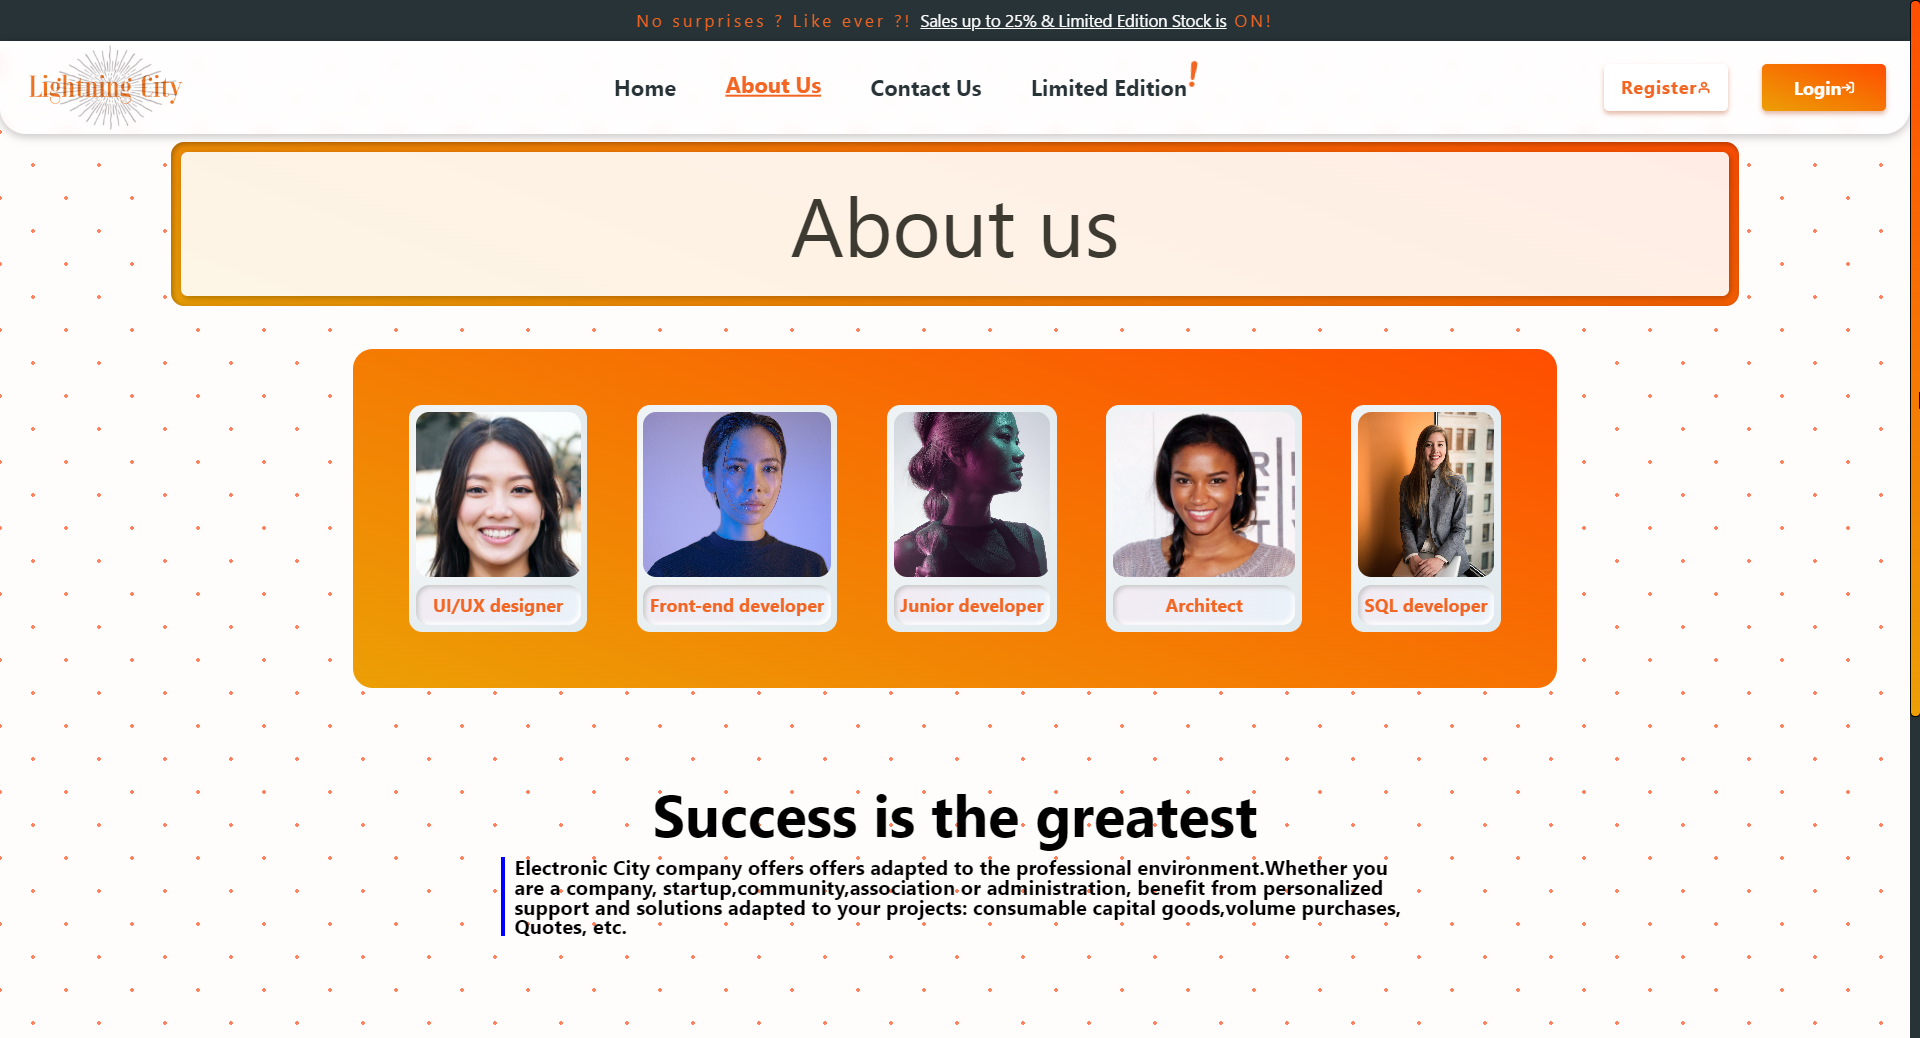 No surprises ? Like ever ?! Sales up to 25% & Limited Edition Stock is ON!
Lightning City
Home
About Us
Contact Us
Limited Edition!
Register
Login
About us
UI/UX designer
Front-end developer
Junior developer
Architect
SQL developer
Success is the greatest
Electronic City company offers offers adapted to the professional environment.Whether you
are a company, startup,community,association or administration, benefit from personalized
support and solutions adapted to your projects: consumable capital goods,volume purchases,
Quotes, etc.